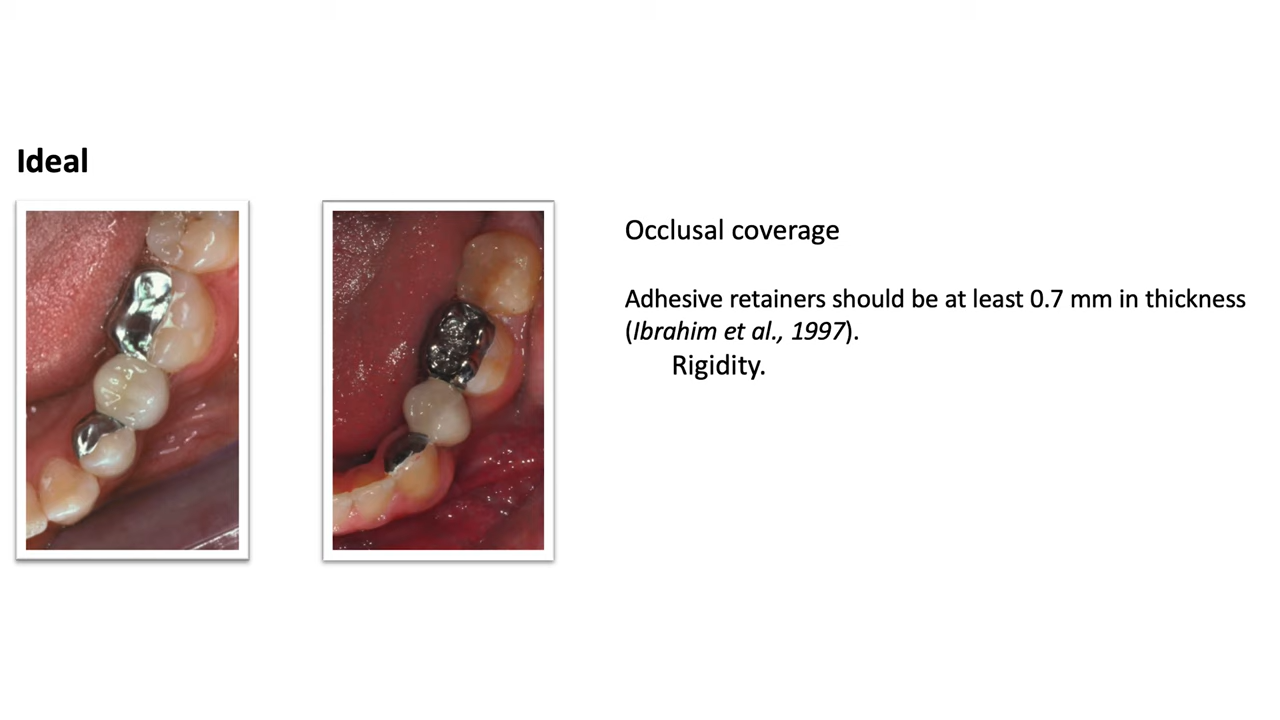 Ideal
Occlusal coverage
Adhesive retainers should be at least 0.7 mm in thickness
(Ibrahim et al., 1997).
Rigidity.